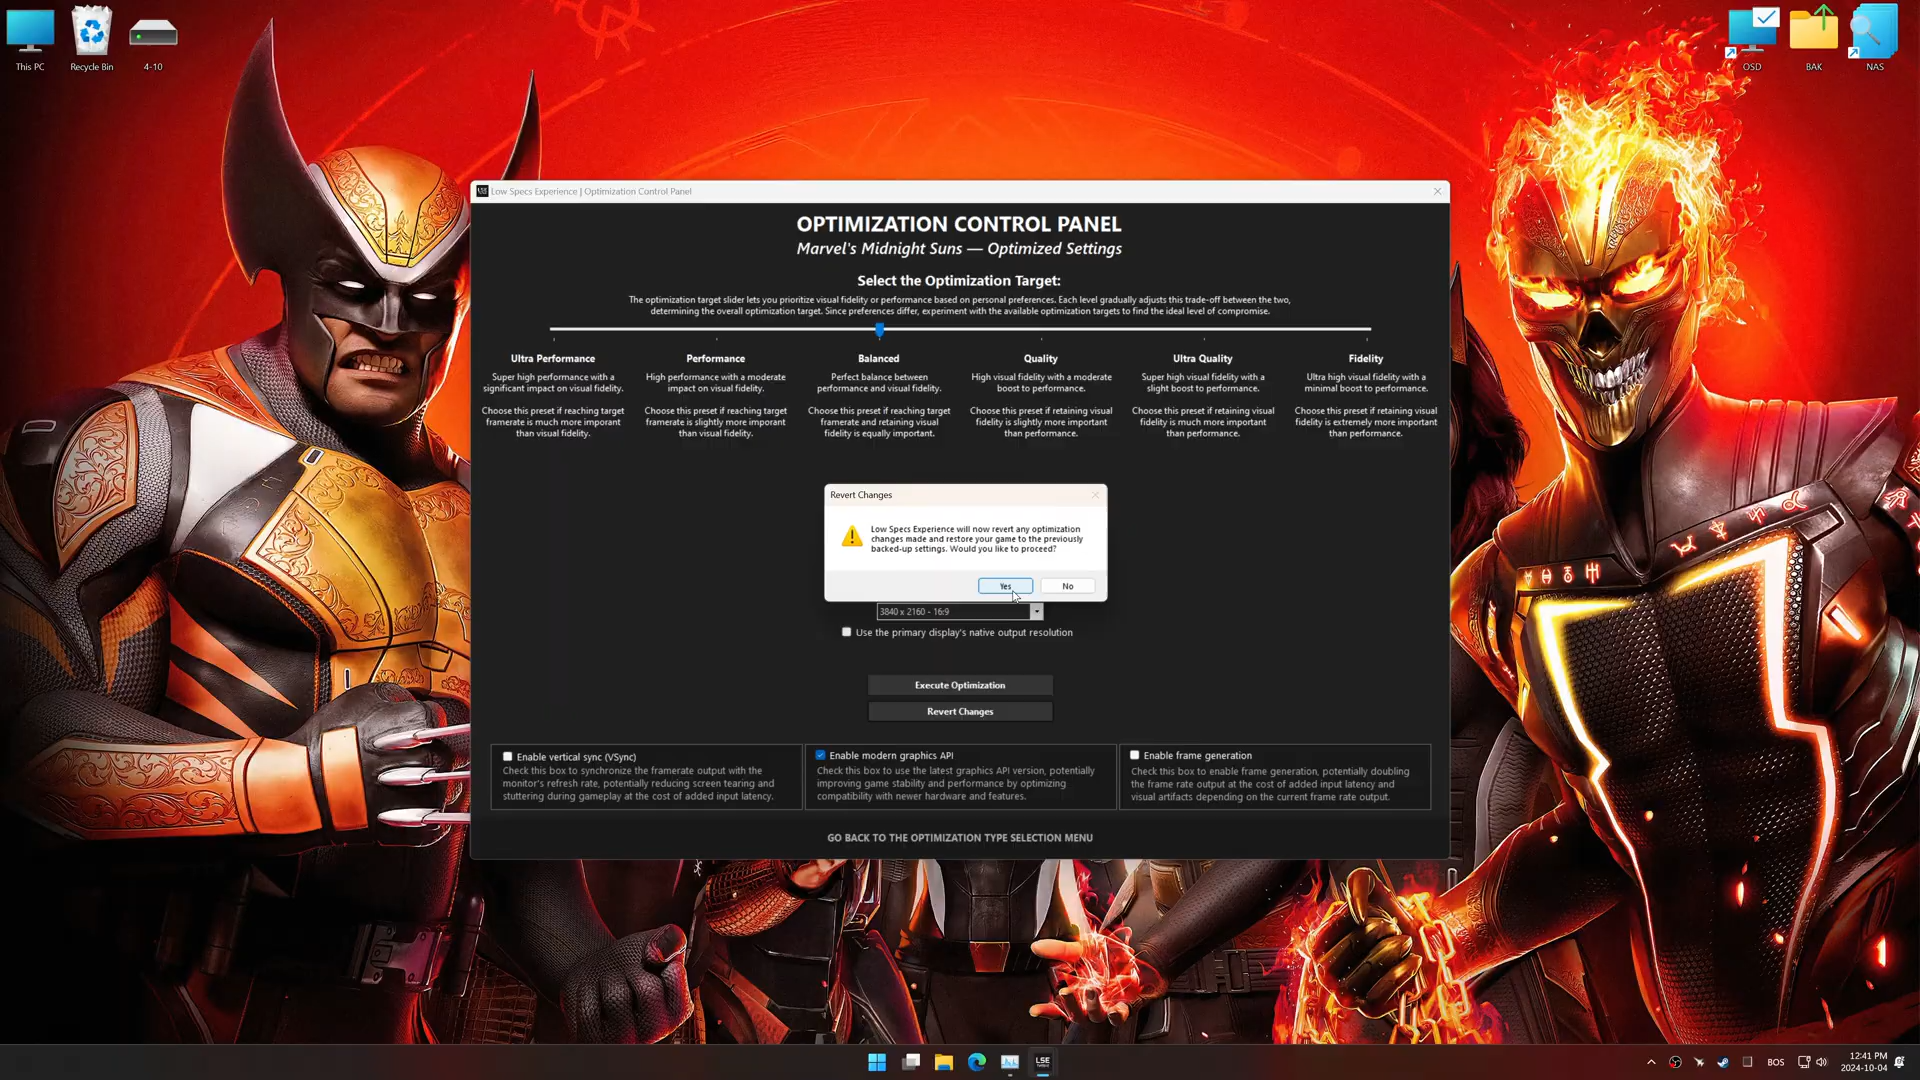 This PC
Recycle Bin
4-10
OSD
BAK
NAS
LSE
Low Specs Experience | Optimization Control Panel
OPTIMIZATION CONTROL PANEL
Marvel's Midnight Suns — Optimized Settings
Select the Optimization Target:
The optimization target slider lets you prioritize visual fidelity or performance based on personal preferences. Each level gradually adjusts this trade-off between the two,
determining the overall optimization target. Since preferences differ, experiment with the available optimization targets to find the ideal level of compromise.
Ultra Performance
Super high performance with a
significant impact on visual fidelity.
Choose this preset if reaching target
framerate is much more imporant
than visual fidelity.
Performance
High performance with a moderate
impact on visual fidelity.
Choose this preset if reaching target
framerate is slightly more imporant
than visual fidelity.
Balanced
Perfect balance between
performance and visual fidelity.
Choose this preset if reaching target
framerate and retaining visual
fidelity is equally important.
Quality
High visual fidelity with a moderate
boost to performance.
Choose this preset if retaining visual
fidelity is slightly more important
than performance.
Ultra Quality
Super high visual fidelity with a
slight boost to performance.
Choose this preset if retaining visual
fidelity is much more important
than performance.
Fidelity
Ultra high visual fidelity with a
minimal boost to performance.
Choose this preset if retaining visual
fidelity is extremely more important
than performance.
Revert Changes
Low Specs Experience will now revert any optimization
changes made and restore your game to the previously
backed-up settings. Would you like to proceed?
Yes
No
3840 x 2160 - 16:9
Use the primary display's native output resolution
Execute Optimization
Revert Changes
Enable vertical sync (VSync)
Check this box to synchronize the framerate output with the
monitor's refresh rate, potentially reducing screen tearing and
stuttering during gameplay at the cost of added input latency.
Enable modern graphics API
Check this box to use the latest graphics API version, potentially
improving game stability and performance by optimizing
compatibility with newer hardware and features.
Enable frame generation
Check this box to enable frame generation, potentially doubling
the frame rate output at the cost of added input latency and
visual artifacts depending on the current frame rate output.
GO BACK TO THE OPTIMIZATION TYPE SELECTION MENU
LSE
BOS
12:41 PM
2024-10-04